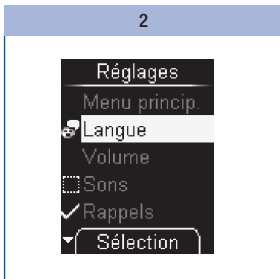 2
Réglages
Menu princip.
Langue
Volume
Sons
Rappels
Sélection